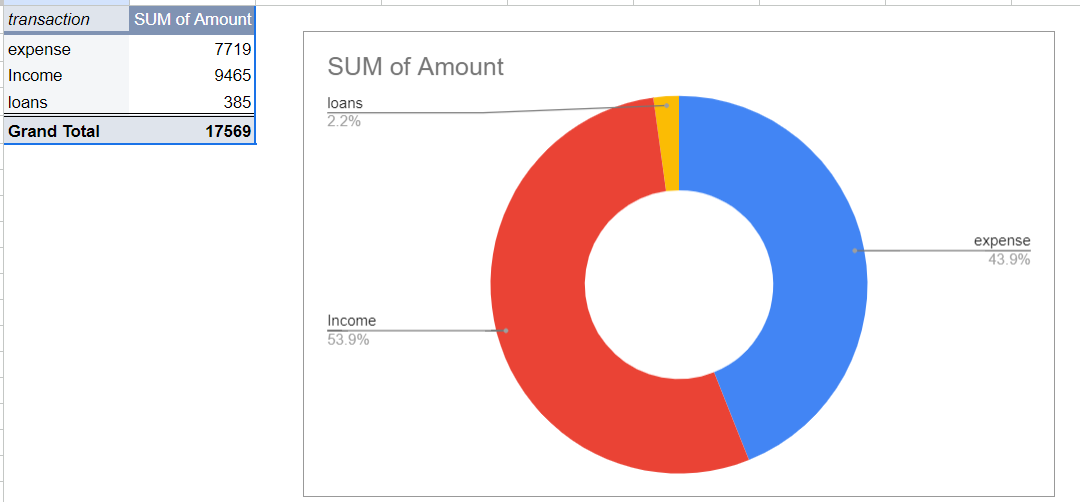 transaction SUM of Amount
expense 7719
Income 9465
loans 385
Grand Total 17569
SUM of Amount
loans
2.2%
expense
43.9%
Income
53.9%